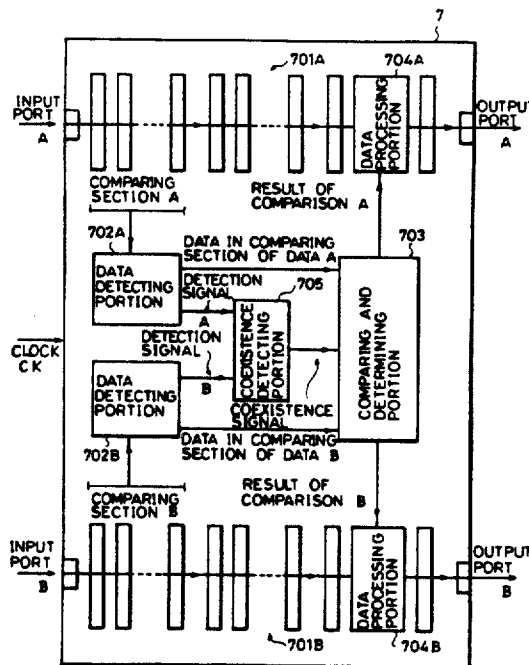 7
701A
704A
INPUT
PORT
A
DATA PROCESSING
PORTION
OUTPUT
PORT
A
COMPARING
SECTION A
RESULT OF
COMPARISON A
702A
DATA IN COMPARING
SECTION OF DATA A
703
DATA
DETECTING
PORTION
DETECTION
SIGNAL
A
705
DETECTION
SIGNAL
B
COEXISTENCE
DETECTING
PORTION
COMPARING AND
DETERMINING
PORTION
CLOCK
CK
DATA
DETECTING
PORTION
COEXISTENCE
SIGNAL
DATA IN COMPARING
SECTION OF DATA B
702B
COMPARING
SECTION B
RESULT OF
COMPARISON B
INPUT
PORT
B
DATA PROCESSING
PORTION
OUTPUT
PORT
B
701B
704B